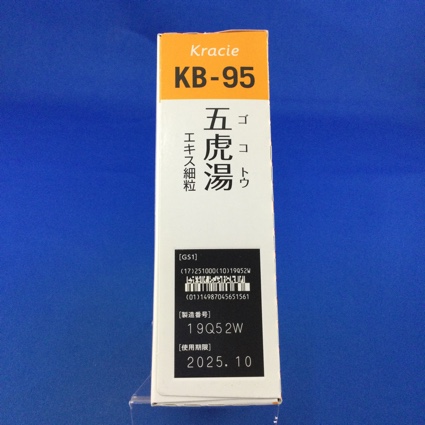 Kracie
KB-95
五虎湯
ゴコトウ
エキス細粒
[GS1]
(17)251000(10)19Q52W
(01)14987045651561
[製造番号]
19Q52W
[使用期限]
2025.10